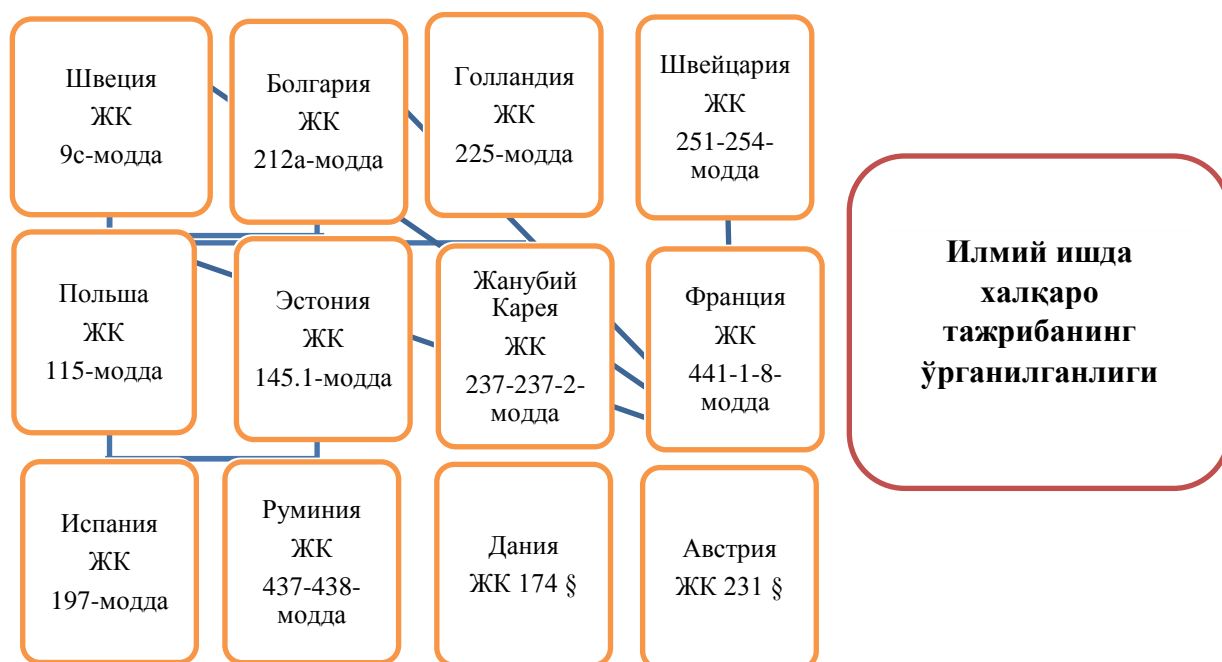 Швеция
ЖК
9с-модда
Болгария
ЖК
212а-модда
Голландия
ЖК
225-модда
Швейцария
ЖК
251-254-
модда
Польша
ЖК
115-модда
Эстония
ЖК
145.1-модда
Жанубий
Карея
ЖК
237-237-2-
модда
Франция
ЖК
441-1-8-
модда
Испания
ЖК
197-модда
Руминия
ЖК
437-438-
модда
Дания
ЖК 174 §
Австрия
ЖК 231 §
Илмий ишда
халқаро
тажрибанинг
ўрганилганлиги